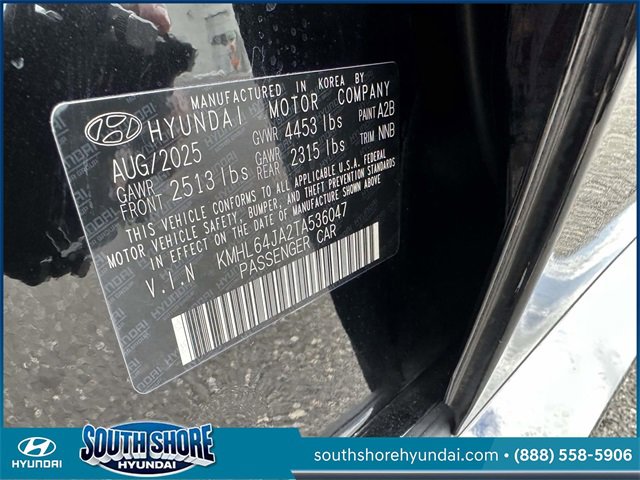 MANUFACTURED IN KOREA BY
HYUNDAI MOTOR COMPANY
AUG/2025 GVWR 4453 lbs PAINT A2B
GAWR FRONT 2513 lbs GAWR REAR 2315 lbs TRIM NNB
THIS VEHICLE CONFORMS TO ALL APPLICABLE U.S.A. FEDERAL
MOTOR VEHICLE SAFETY, BUMPER, AND THEFT PREVENTION STANDARDS
IN EFFECT ON THE DATE OF MANUFACTURE SHOWN ABOVE.
V.I.N KMHL64JA2TA536047
PASSENGER CAR
HYUNDAI
SOUTH SHORE
HYUNDAI
southshorehyundai.com • (888) 558-5906